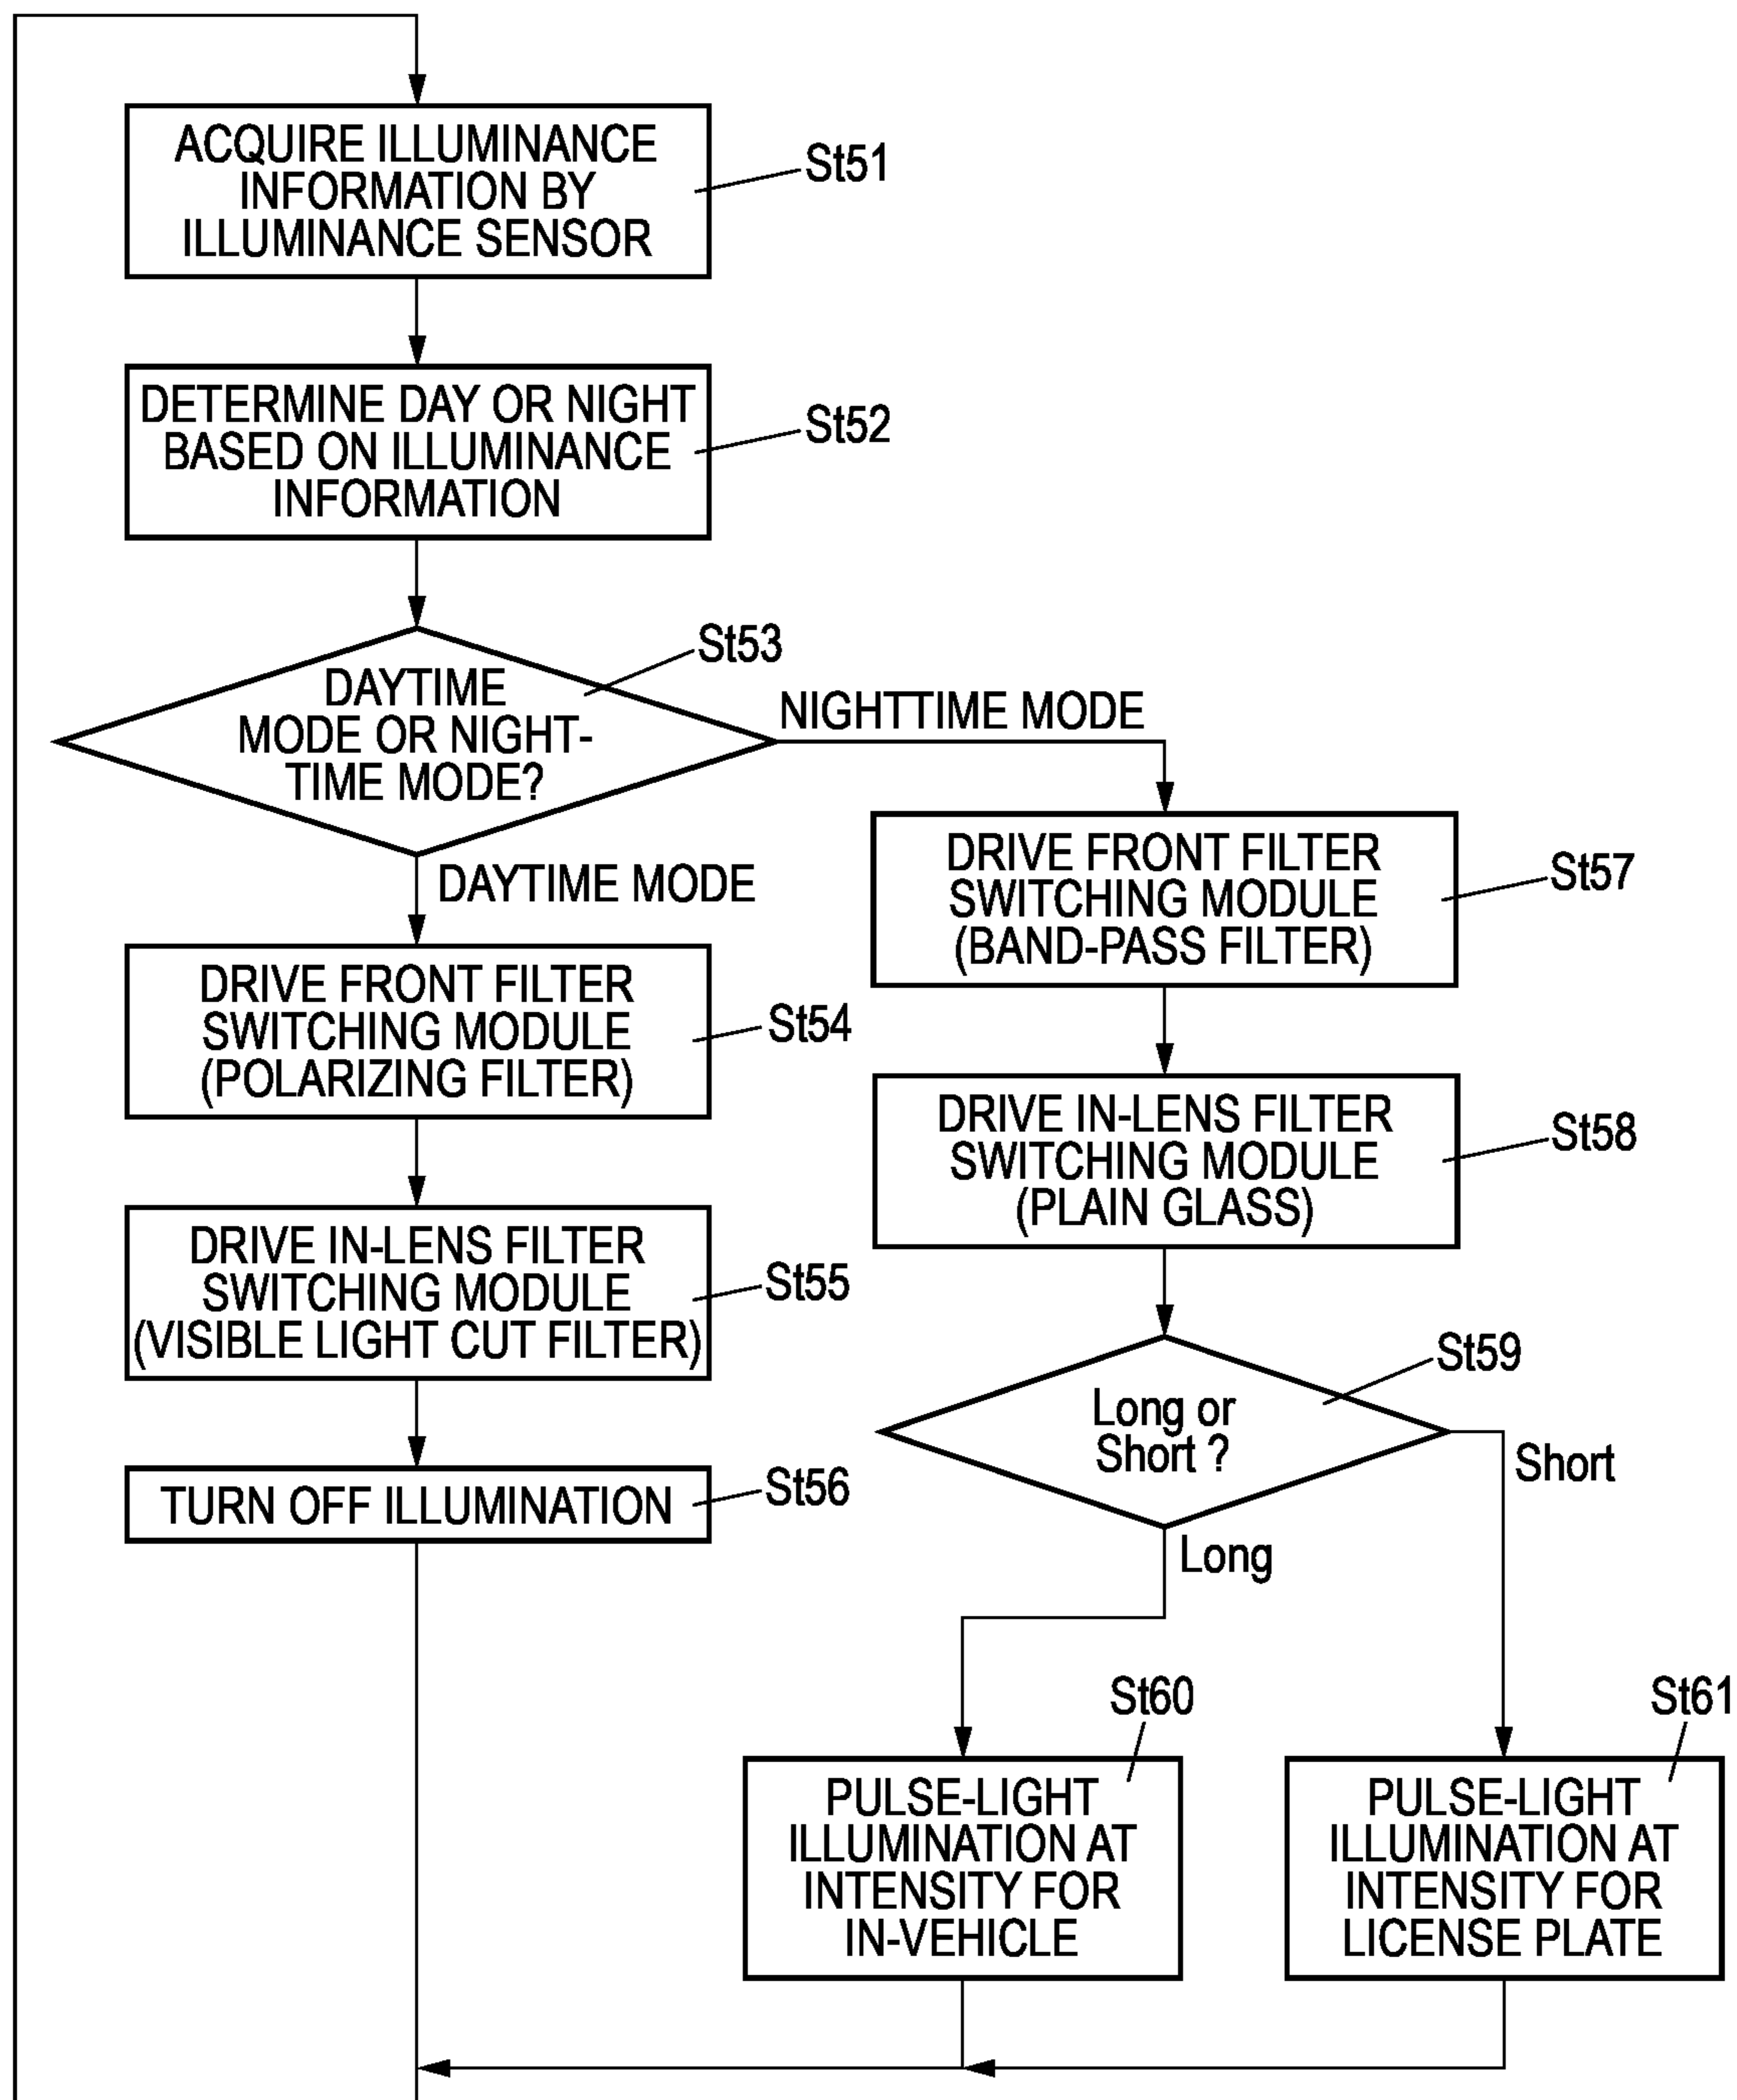 ACQUIRE ILLUMINANCE
INFORMATION BY
ILLUMINANCE SENSOR
St51
DETERMINE DAY OR NIGHT
BASED ON ILLUMINANCE
INFORMATION
St52
DAYTIME
MODE OR NIGHT-
TIME MODE?
St53
NIGHTTIME MODE
DAYTIME MODE
DRIVE FRONT FILTER
SWITCHING MODULE
(POLARIZING FILTER)
St54
DRIVE IN-LENS FILTER
SWITCHING MODULE
(VISIBLE LIGHT CUT FILTER)
St55
TURN OFF ILLUMINATION
St56
DRIVE FRONT FILTER
SWITCHING MODULE
(BAND-PASS FILTER)
St57
DRIVE IN-LENS FILTER
SWITCHING MODULE
(PLAIN GLASS)
St58
Long or
Short ?
St59
Short
Long
St60
PULSE-LIGHT
ILLUMINATION AT
INTENSITY FOR
IN-VEHICLE
St61
PULSE-LIGHT
ILLUMINATION AT
INTENSITY FOR
LICENSE PLATE